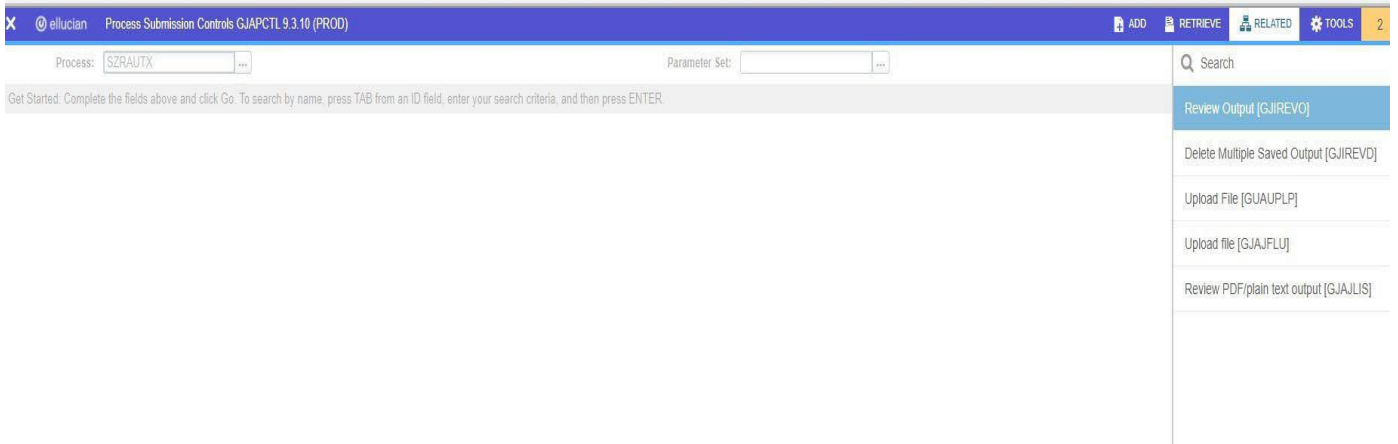 X ellucian Process Submission Controls GJAPCTL 9.3.10 (PROD) ADD RETRIEVE RELATED TOOLS 2
Process: SZRAUTX ... Parameter Set: ...
Get Started: Complete the fields above and click Go. To search by name, press TAB from an ID field, enter your search criteria, and then press ENTER.
Search
Review Output [GJIREVO]
Delete Multiple Saved Output [GJIREVD]
Upload File [GUAUPLP]
Upload file [GJAJFLU]
Review PDF/plain text output [GJAJLIS]